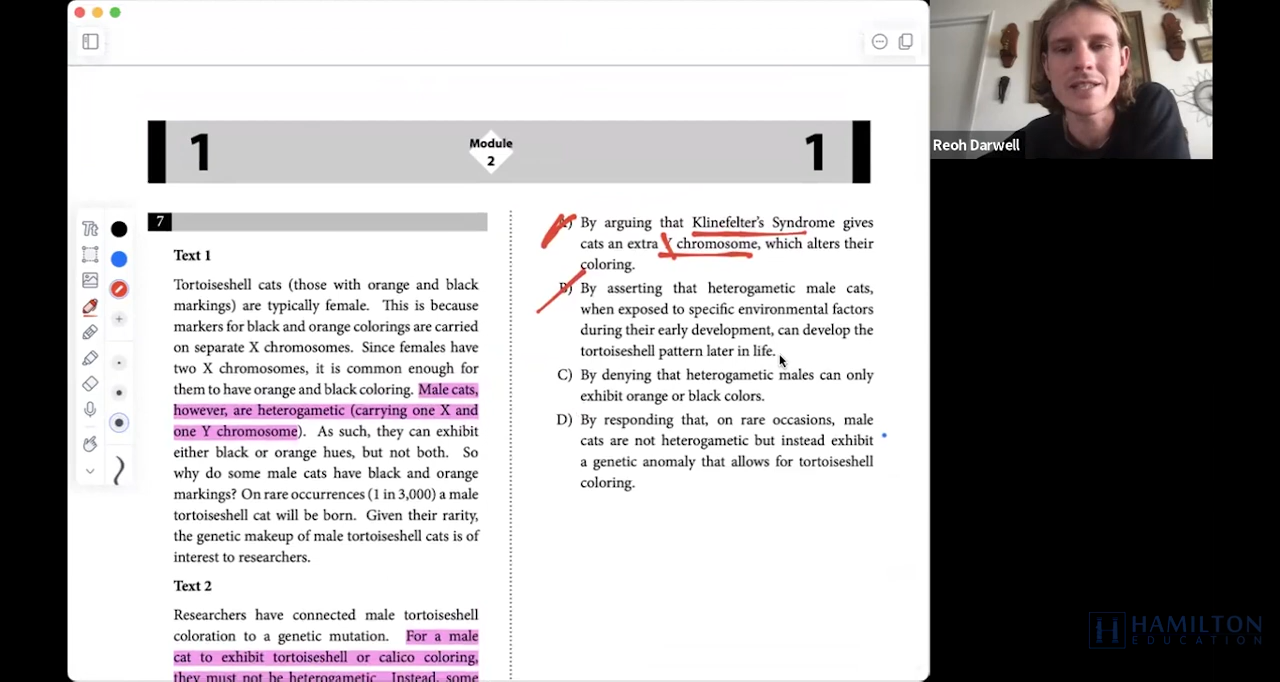 1
Module
2
1
7
Text 1
Tortoiseshell cats (those with orange and black
markings) are typically female. This is because
markers for black and orange colorings are carried
on separate X chromosomes. Since females have
two X chromosomes, it is common enough for
them to have orange and black coloring. Male cats,
however, are heterogametic (carrying one X and
one Y chromosome). As such, they can exhibit
either black or orange hues, but not both. So
why do some male cats have black and orange
markings? On rare occurrences (1 in 3,000) a male
tortoiseshell cat will be born. Given their rarity,
the genetic makeup of male tortoiseshell cats is of
interest to researchers.
Text 2
Researchers have connected male tortoiseshell
coloration to a genetic mutation. For a male
cat to exhibit tortoiseshell or calico coloring,
they must not be heterogametic. Instead, some
A) By arguing that Klinefelter's Syndrome gives
cats an extra Y chromosome, which alters their
coloring.
B) By asserting that heterogametic male cats,
when exposed to specific environmental factors
during their early development, can develop the
tortoiseshell pattern later in life.
C) By denying that heterogametic males can only
exhibit orange or black colors.
D) By responding that, on rare occasions, male
cats are not heterogametic but instead exhibit
a genetic anomaly that allows for tortoiseshell
coloring.
Reoh Darwell
HAMILTON
EDUCATION